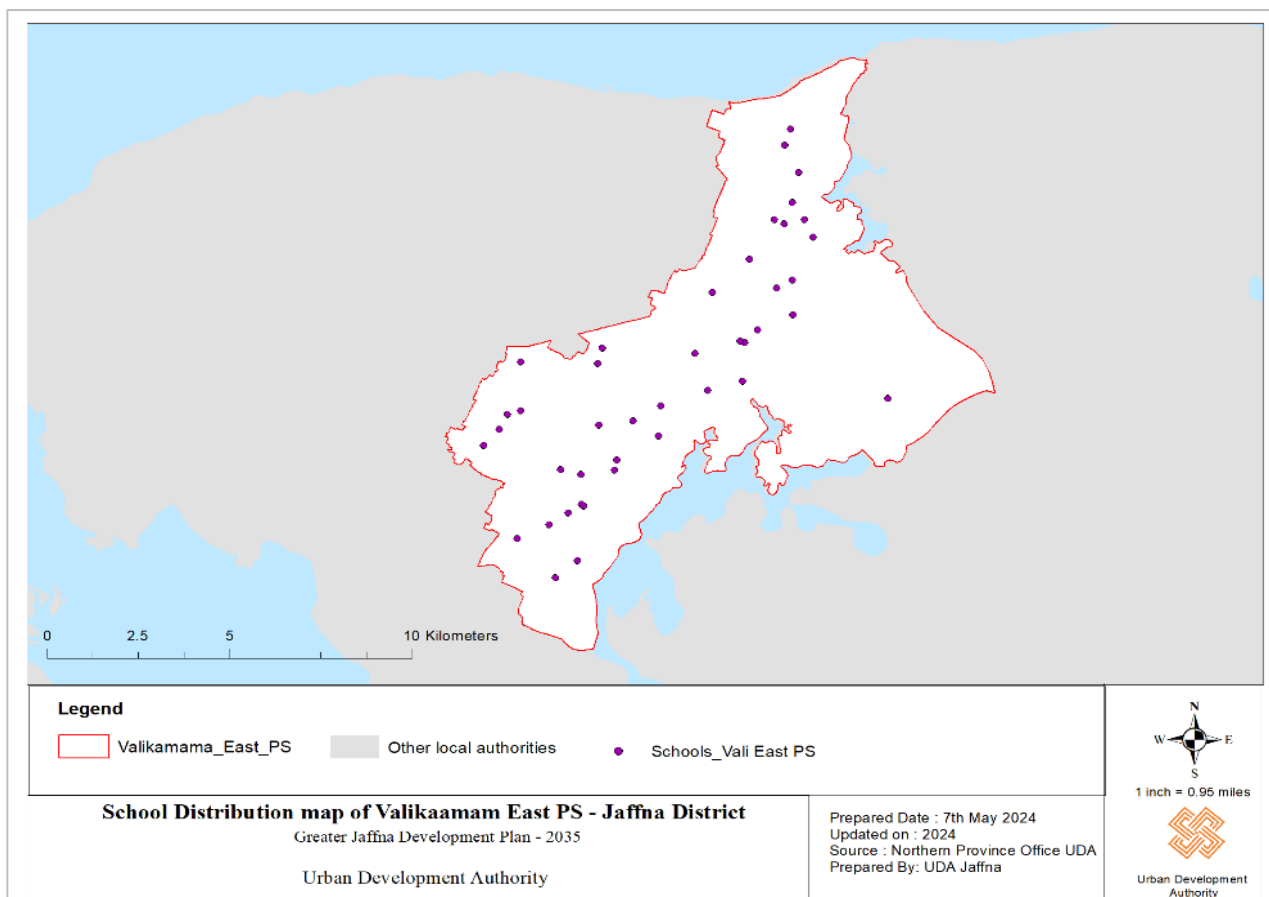 0 2.5 5 10 Kilometers
Legend
Valikamama_East_PS
Other local authorities
Schools_Vali East PS
N
W E
S
1 inch = 0.95 miles
School Distribution map of Valikaamam East PS - Jaffna District
Greater Jaffna Development Plan - 2035
Urban Development Authority
Prepared Date : 7th May 2024
Updated on : 2024
Source : Northern Province Office UDA
Prepared By: UDA Jaffna
Urban Development
Authority